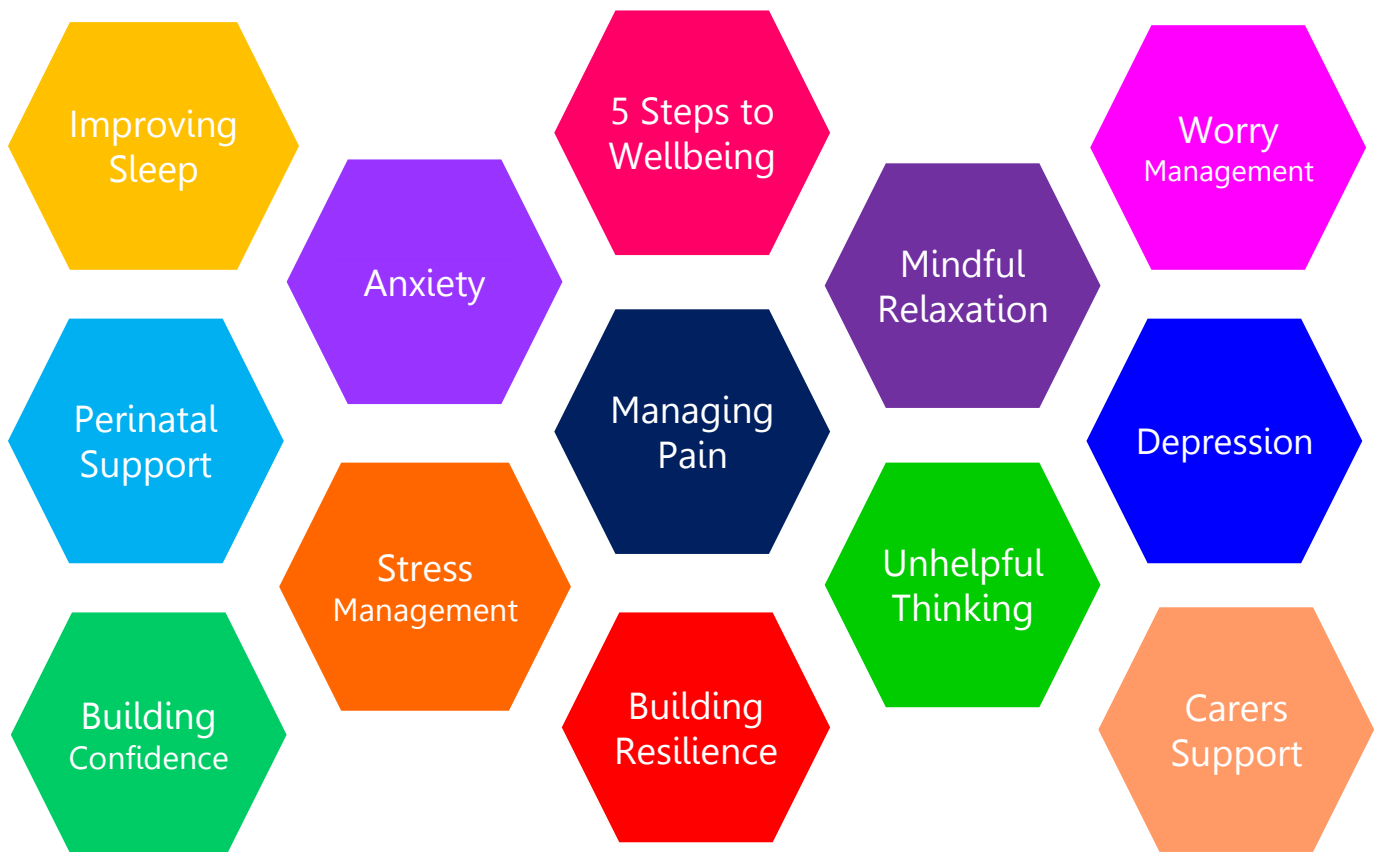 Improving
Sleep
5 Steps to
Wellbeing
Worry
Management
Anxiety
Mindful
Relaxation
Perinatal
Support
Managing
Pain
Depression
Stress
Management
Unhelpful
Thinking
Building
Confidence
Building
Resilience
Carers
Support